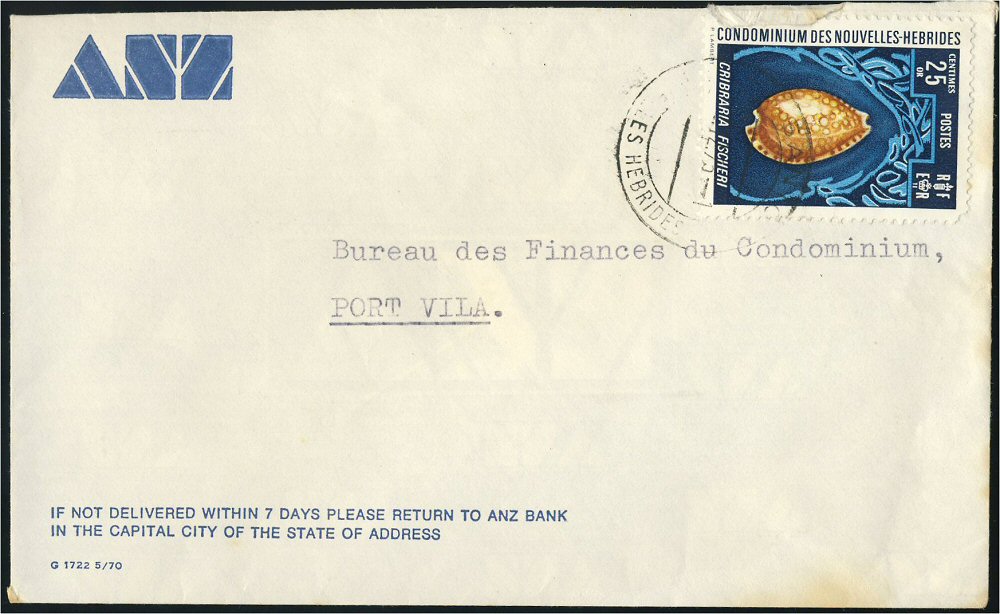 ANZ
CONDOMINIUM DES NOUVELLES-HEBRIDES
25
CENTIMES
OR
POSTES
RF
E II R
CRIBRARIA FISCHERI
HEBRIDES
Bureau des Finances du Condominium,
PORT VILA.
IF NOT DELIVERED WITHIN 7 DAYS PLEASE RETURN TO ANZ BANK
IN THE CAPITAL CITY OF THE STATE OF ADDRESS
G 1722 5/70